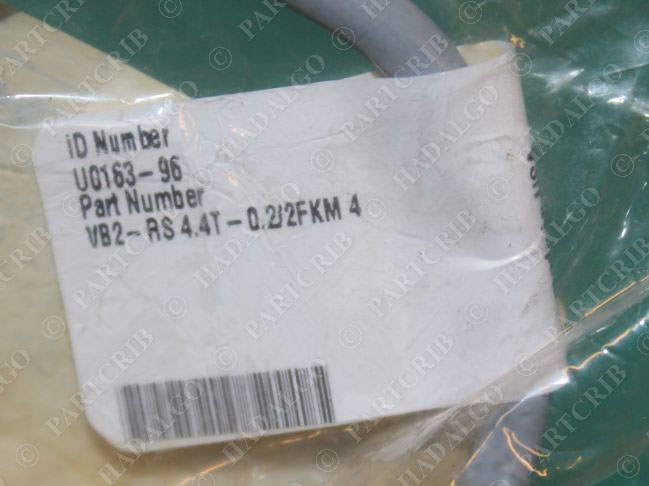 iD Number
U0163-96
Part Number
VB2-RS 4.4T-0.2/2FKM 4